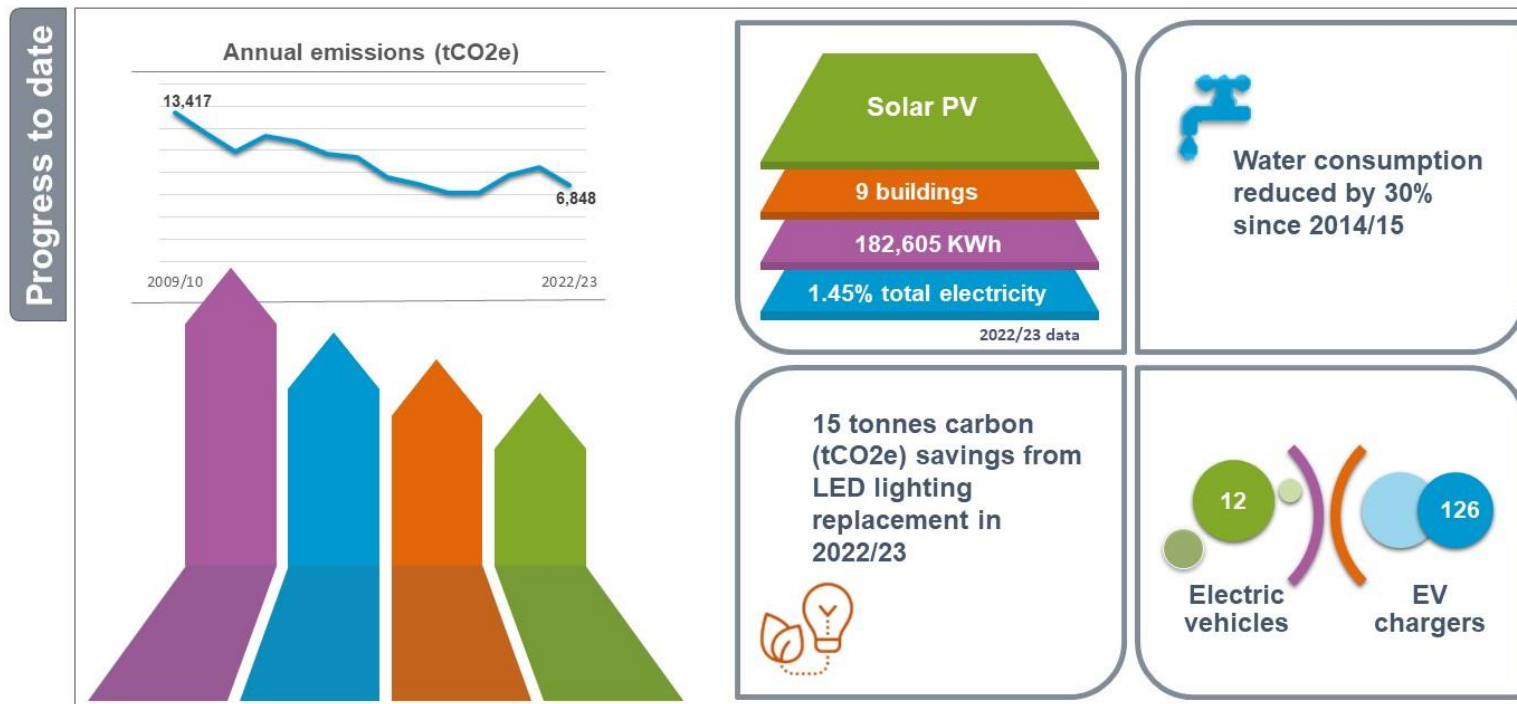 Progress to date
Annual emissions (tCO2e)
13,417
6,848
2009/10
2022/23
Solar PV
9 buildings
182,605 KWh
1.45% total electricity
2022/23 data
Water consumption
reduced by 30%
since 2014/15
15 tonnes carbon
(tCO2e) savings from
LED lighting
replacement in
2022/23
12
Electric
vehicles
126
EV
chargers